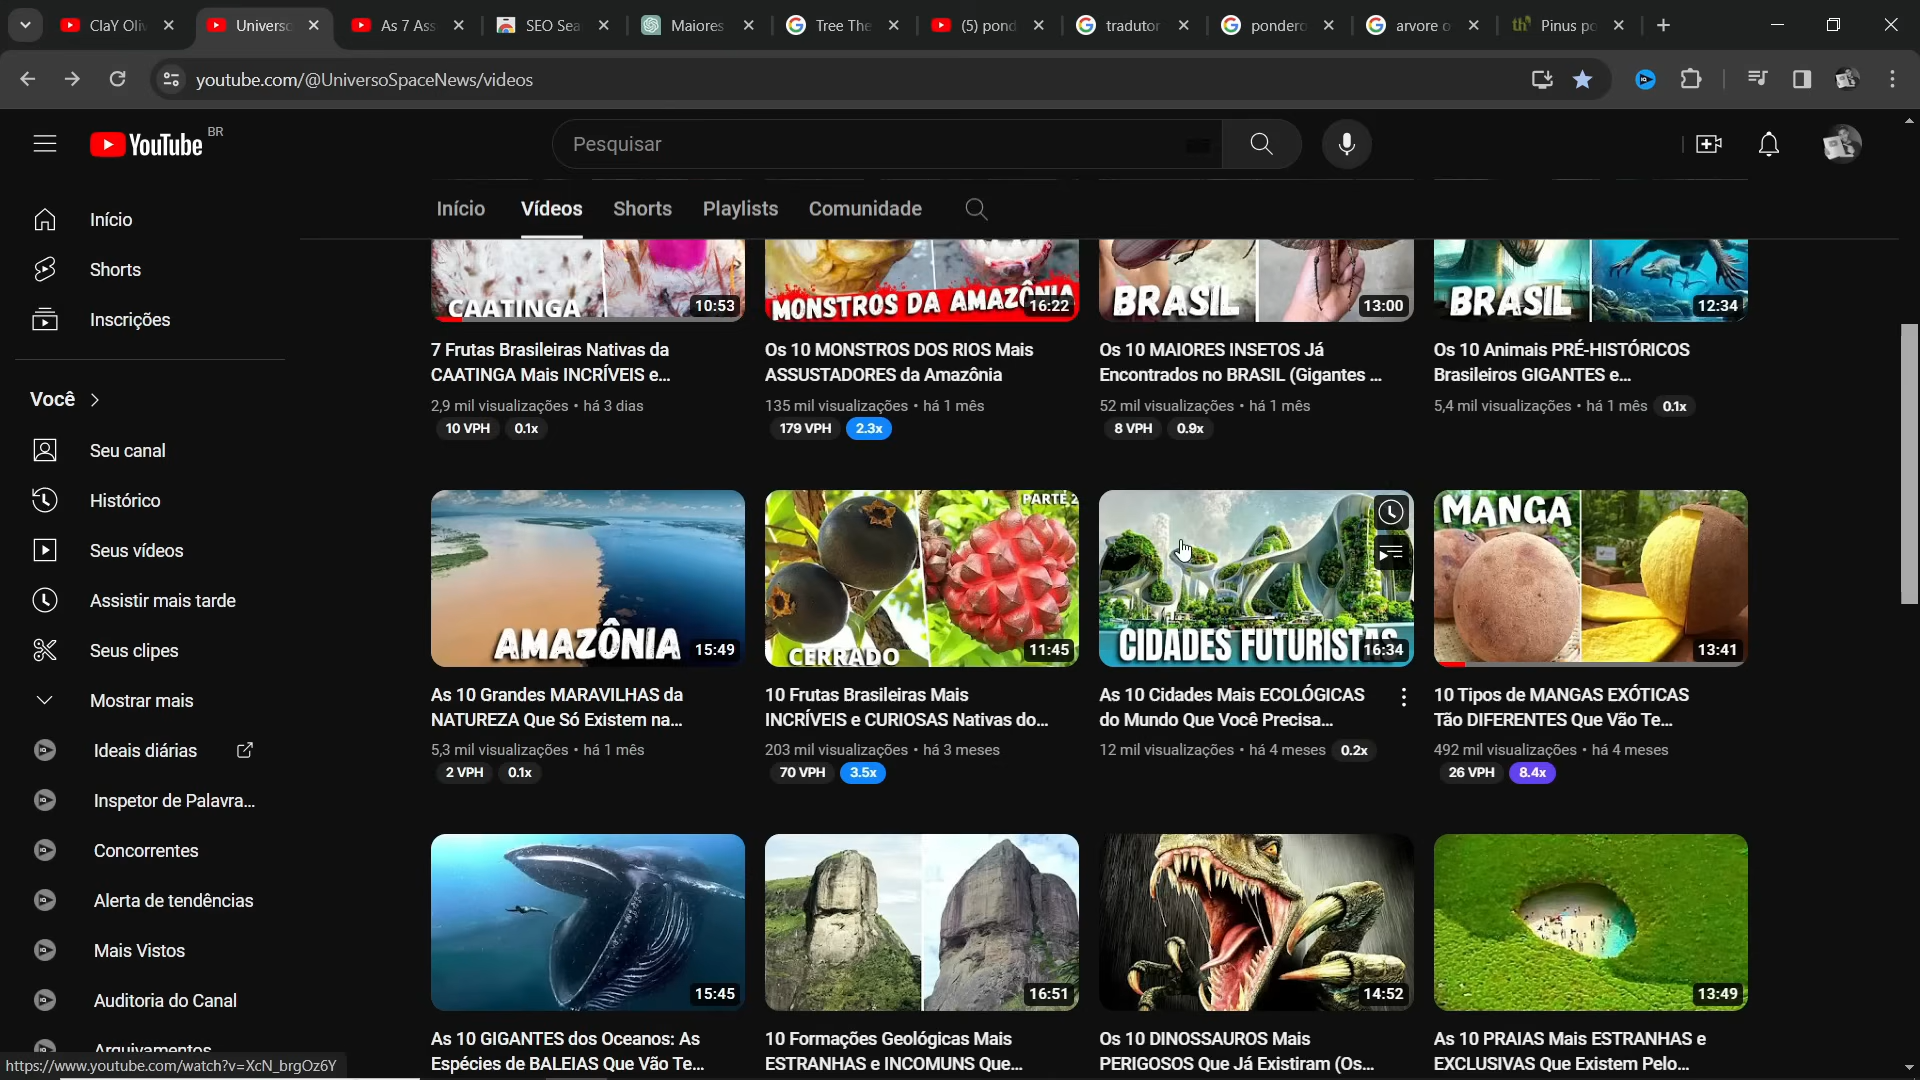 ClaY Oli
Universo
As 7 Ass
SEO Sea
Maiores
Tree The
(5) pond
tradutor
pondero
arvore o
Pinus po
youtube.com/@UniversoSpaceNews/videos
YouTube BR
Pesquisar
Início
Vídeos
Shorts
Playlists
Comunidade
Início
Shorts
Inscrições
Você
Seu canal
Histórico
Seus vídeos
Assistir mais tarde
Seus clipes
Mostrar mais
Ideais diárias
Inspetor de Palavra...
Concorrentes
Alerta de tendências
Mais Vistos
Auditoria do Canal
Arquivamentos
CAATINGA
10:53
7 Frutas Brasileiras Nativas da
CAATINGA Mais INCRÍVEIS e...
2,9 mil visualizações • há 3 dias
10 VPH 0.1x
MONSTROS DA AMAZÔNIA
16:22
Os 10 MONSTROS DOS RIOS Mais
ASSUSTADORES da Amazônia
135 mil visualizações • há 1 mês
179 VPH 2.3x
BRASIL
13:00
Os 10 MAIORES INSETOS Já
Encontrados no BRASIL (Gigantes ...
52 mil visualizações • há 1 mês
8 VPH 0.9x
BRASIL
12:34
Os 10 Animais PRÉ-HISTÓRICOS
Brasileiros GIGANTES e...
5,4 mil visualizações • há 1 mês 0.1x
AMAZÔNIA
15:49
As 10 Grandes MARAVILHAS da
NATUREZA Que Só Existem na...
5,3 mil visualizações • há 1 mês
2 VPH 0.1x
PARTE 2
CERRADO
11:45
10 Frutas Brasileiras Mais
INCRÍVEIS e CURIOSAS Nativas do...
203 mil visualizações • há 3 meses
70 VPH 3.5x
CIDADES FUTURISTAS
16:34
As 10 Cidades Mais ECOLÓGICAS
do Mundo Que Você Precisa...
12 mil visualizações • há 4 meses 0.2x
MANGA
13:41
10 Tipos de MANGAS EXÓTICAS
Tão DIFERENTES Que Vão Te...
492 mil visualizações • há 4 meses
26 VPH 8.4x
15:45
As 10 GIGANTES dos Oceanos: As
Espécies de BALEIAS Que Vão Te...
16:51
10 Formações Geológicas Mais
ESTRANHAS e INCOMUNS Que...
14:52
Os 10 DINOSSAUROS Mais
PERIGOSOS Que Já Existiram (Os...
13:49
As 10 PRAIAS Mais ESTRANHAS e
EXCLUSIVAS Que Existem Pelo...
https://www.youtube.com/watch?v=XcN_brgOz6Y